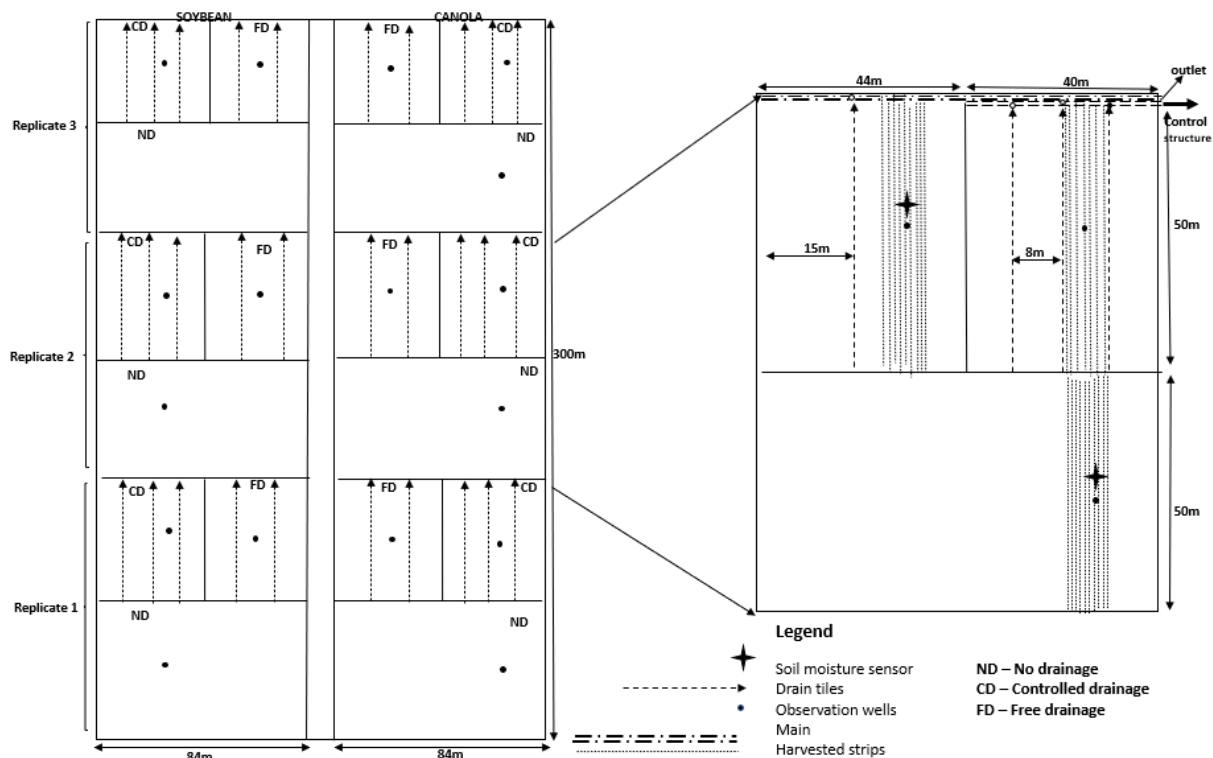 SOYBEAN
CANOLA
CD
FD
FD
CD
Replicate 3
ND
ND
CD
FD
FD
CD
Replicate 2
300m
ND
ND
CD
FD
FD
CD
Replicate 1
ND
ND
84m
84m
44m
40m
outlet
Control
structure
15m
8m
50m
50m
Legend
Soil moisture sensor
Drain tiles
Observation wells
Main
Harvested strips
ND – No drainage
CD – Controlled drainage
FD – Free drainage